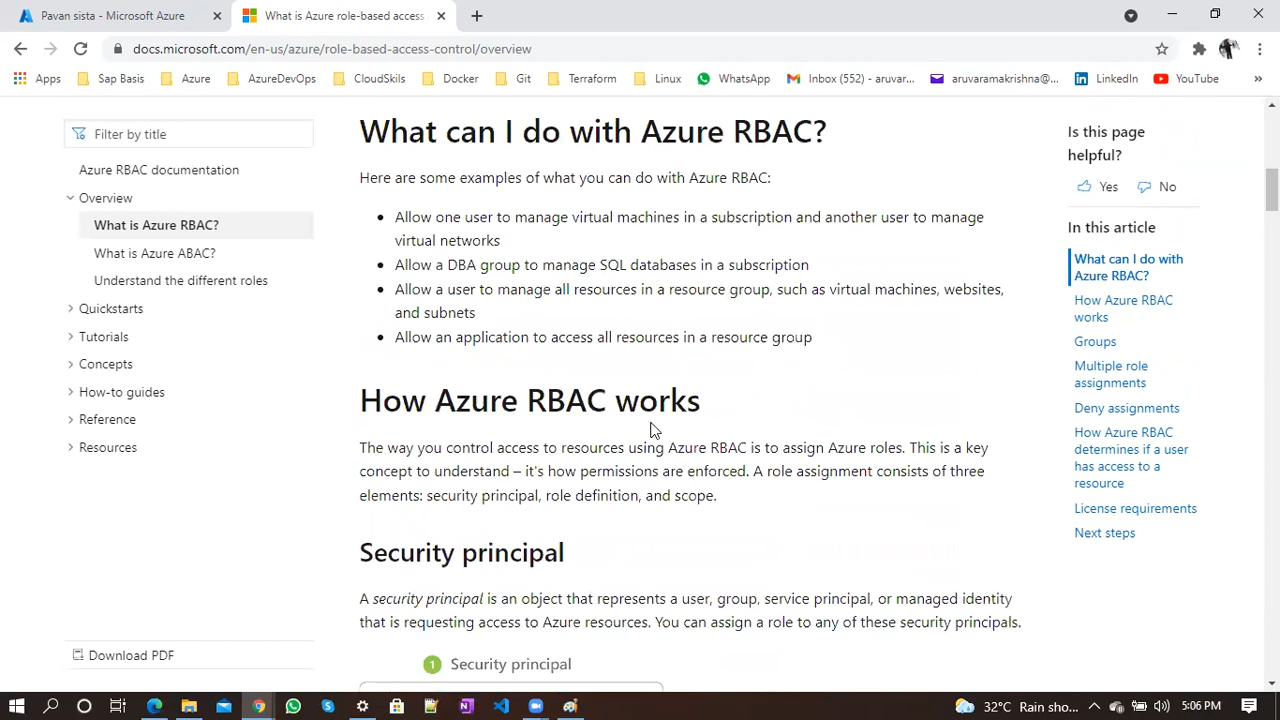 Pavan sista - Microsoft Azure
What is Azure role-based access
docs.microsoft.com/en-us/azure/role-based-access-control/overview
Apps
Sap Basis
Azure
AzureDevOps
CloudSkils
Docker
Git
Terraform
Linux
WhatsApp
Inbox (552) - aruvar...
aruvaramakrishna@...
LinkedIn
YouTube
»
Filter by title
Azure RBAC documentation
Overview
What is Azure RBAC?
What is Azure ABAC?
Understand the different roles
Quickstarts
Tutorials
Concepts
How-to guides
Reference
Resources
Download PDF
What can I do with Azure RBAC?
Here are some examples of what you can do with Azure RBAC:
• Allow one user to manage virtual machines in a subscription and another user to manage
virtual networks
• Allow a DBA group to manage SQL databases in a subscription
• Allow a user to manage all resources in a resource group, such as virtual machines, websites,
and subnets
• Allow an application to access all resources in a resource group
How Azure RBAC works
The way you control access to resources using Azure RBAC is to assign Azure roles. This is a key
concept to understand – it's how permissions are enforced. A role assignment consists of three
elements: security principal, role definition, and scope.
Security principal
A security principal is an object that represents a user, group, service principal, or managed identity
that is requesting access to Azure resources. You can assign a role to any of these security principals.
1 Security principal
Is this page
helpful?
Yes No
In this article
What can I do with
Azure RBAC?
How Azure RBAC
works
Groups
Multiple role
assignments
Deny assignments
How Azure RBAC
determines if a user
has access to a
resource
License requirements
Next steps
32°C Rain sho...
5:06 PM